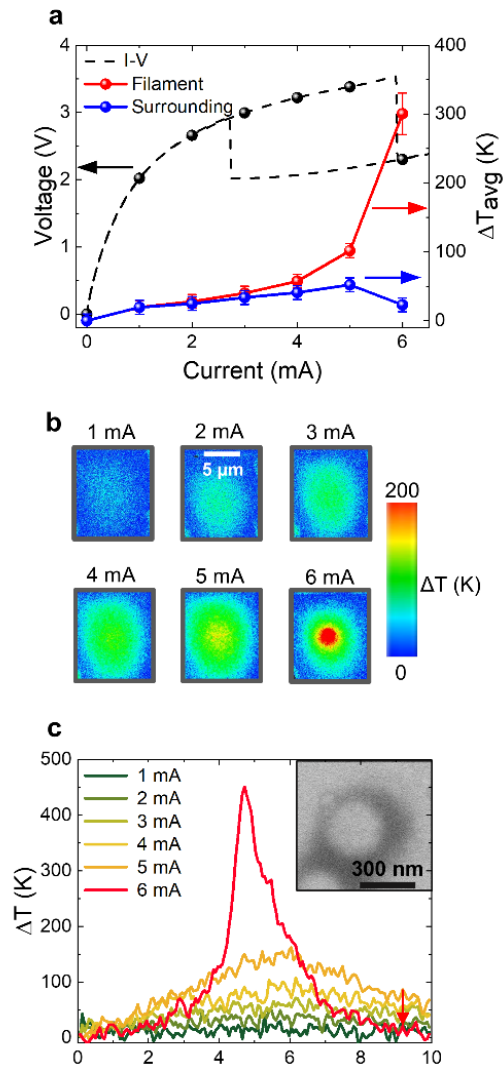 a
4
3
2
1
0
Voltage (V)
I-V
Filament
Surrounding
400
300
200
100
0
ΔTavg (K)
0 1 2 3 4 5 6
Current (mA)
b
1 mA 2 mA 3 mA
5 µm
4 mA 5 mA 6 mA
200
ΔT (K)
0
c
500
400
300
200
100
0
ΔT (K)
1 mA
2 mA
3 mA
4 mA
5 mA
6 mA
300 nm
0 2 4 6 8 10